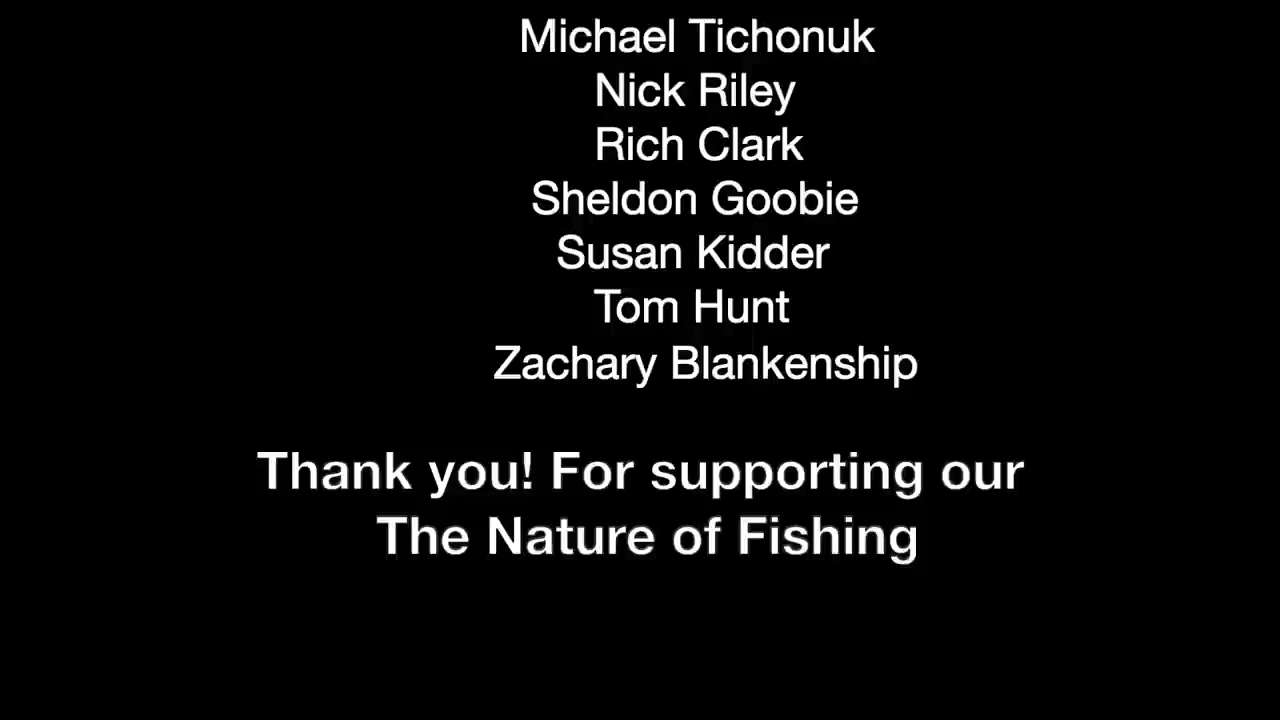 Michael Tichonuk
Nick Riley
Rich Clark
Sheldon Goobie
Susan Kidder
Tom Hunt
Zachary Blankenship
Thank you! For supporting our
The Nature of Fishing